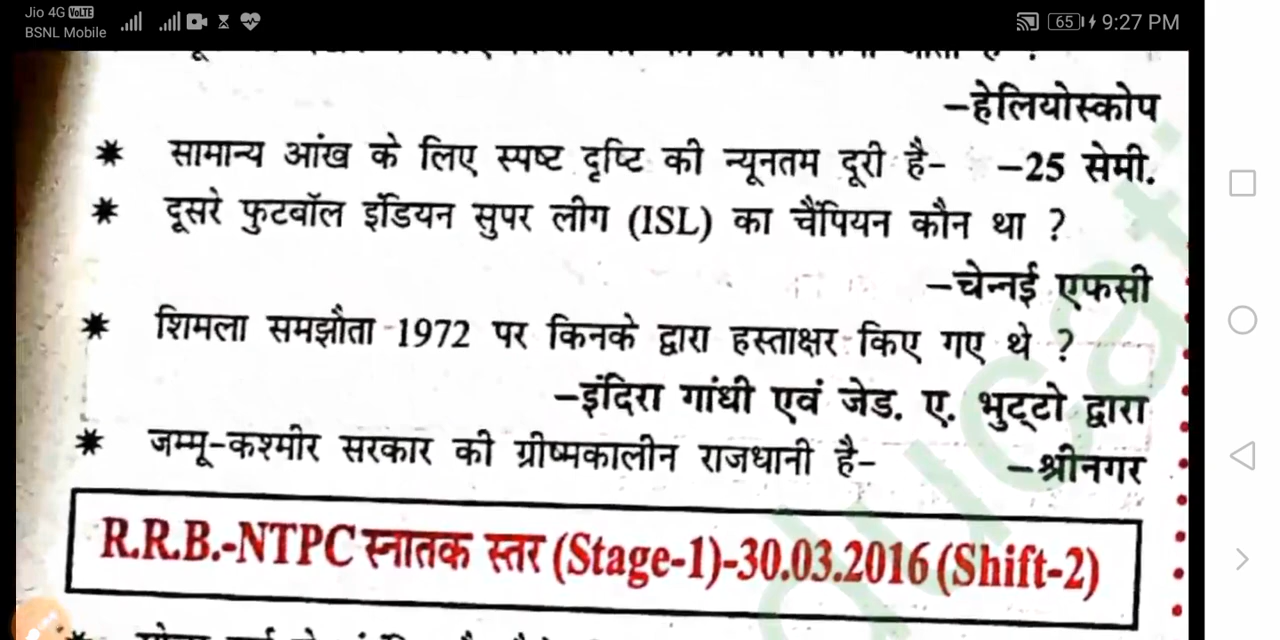 Jio 4G VoLTE
BSNL Mobile
65 9:27 PM
–हेलियोस्कोप
* सामान्य आंख के लिए स्पष्ट दृष्टि की न्यूनतम दूरी है– –25 सेमी.
* दूसरे फुटबॉल इंडियन सुपर लीग (ISL) का चैंपियन कौन था ?
–चेन्नई एफसी
* शिमला समझौता -1972 पर किनके द्वारा हस्ताक्षर किए गए थे ?
–इंदिरा गांधी एवं जेड. ए. भुट्टो द्वारा
* जम्मू-कश्मीर सरकार की ग्रीष्मकालीन राजधानी है– –श्रीनगर
R.R.B.-NTPC स्नातक स्तर (Stage-1)-30.03.2016 (Shift-2)